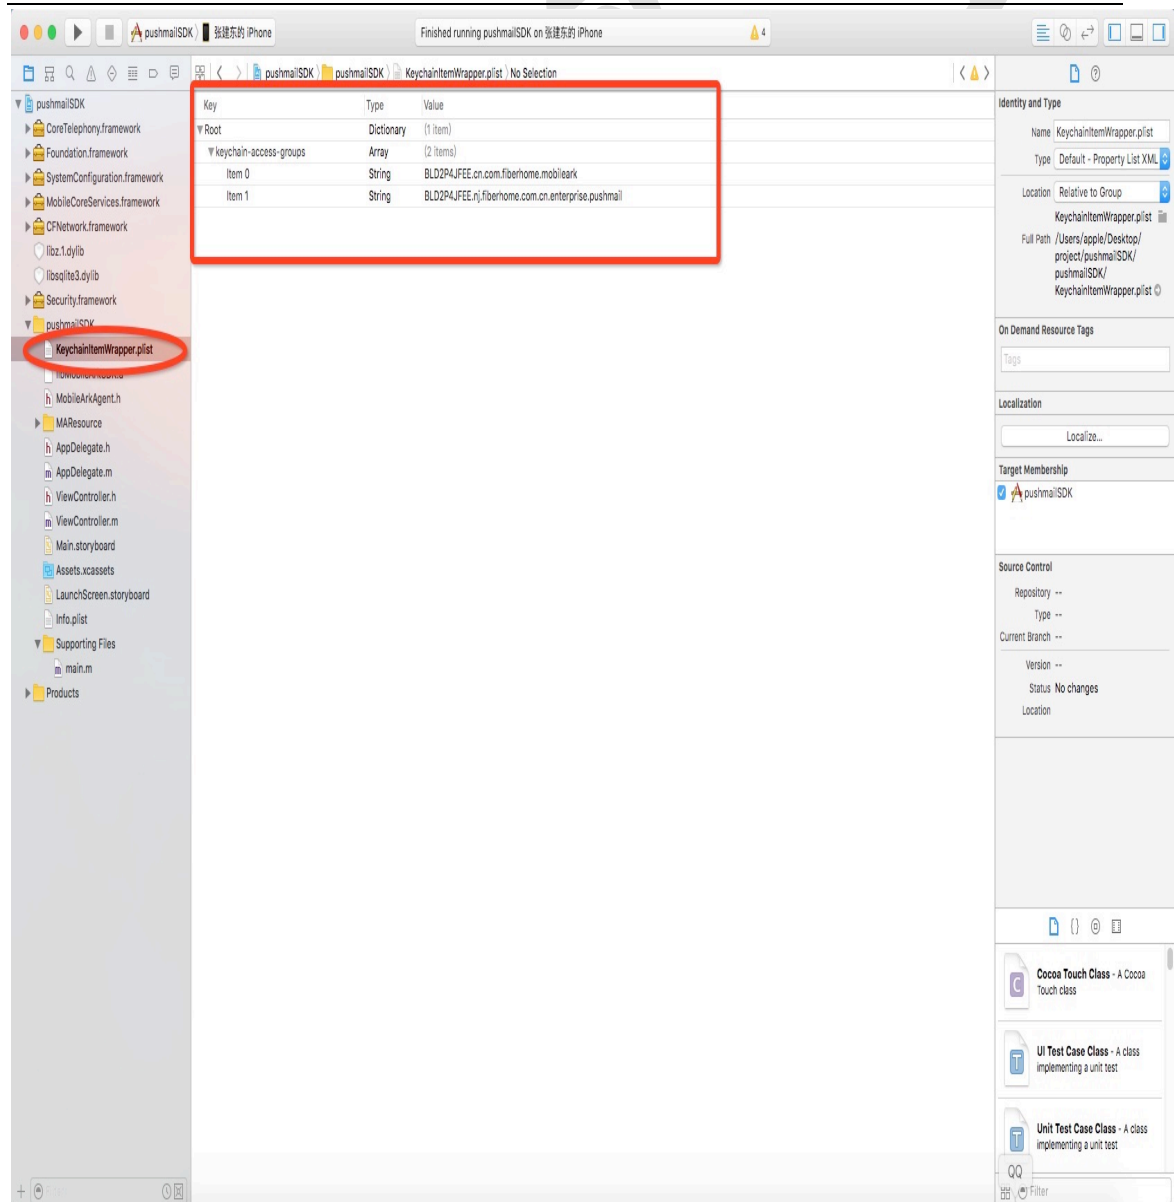 pushmailSDK 〉 张建东的 iPhone
Finished running pushmailSDK on 张建东的 iPhone
4
pushmailSDK 〉 pushmailSDK 〉 KeychainItemWrapper.plist 〉 No Selection
pushmailSDK
CoreTelephony.framework
Foundation.framework
SystemConfiguration.framework
MobileCoreServices.framework
CFNetwork.framework
libz.1.dylib
libsqlite3.dylib
Security.framework
pushmailSDK
KeychainItemWrapper.plist
libMobileArkSDK.a
h MobileArkAgent.h
MAResource
h AppDelegate.h
m AppDelegate.m
h ViewController.h
m ViewController.m
Main.storyboard
Assets.xcassets
LaunchScreen.storyboard
Info.plist
Supporting Files
m main.m
Products
Key Type Value
Root Dictionary (1 item)
keychain-access-groups Array (2 items)
Item 0 String BLD2P4JFEE.cn.com.fiberhome.mobileark
Item 1 String BLD2P4JFEE.nj.fiberhome.com.cn.enterprise.pushmail
Identity and Type
Name KeychainItemWrapper.plist
Type Default - Property List XML
Location Relative to Group
KeychainItemWrapper.plist
Full Path /Users/apple/Desktop/
project/pushmailSDK/
pushmailSDK/
KeychainItemWrapper.plist
On Demand Resource Tags
Tags
Localization
Localize...
Target Membership
pushmailSDK
Source Control
Repository --
Type --
Current Branch --
Version --
Status No changes
Location
{}
C
Cocoa Touch Class - A Cocoa
Touch class
T
UI Test Case Class - A class
implementing a unit test
T
Unit Test Case Class - A class
implementing a unit test
QQ
Filter